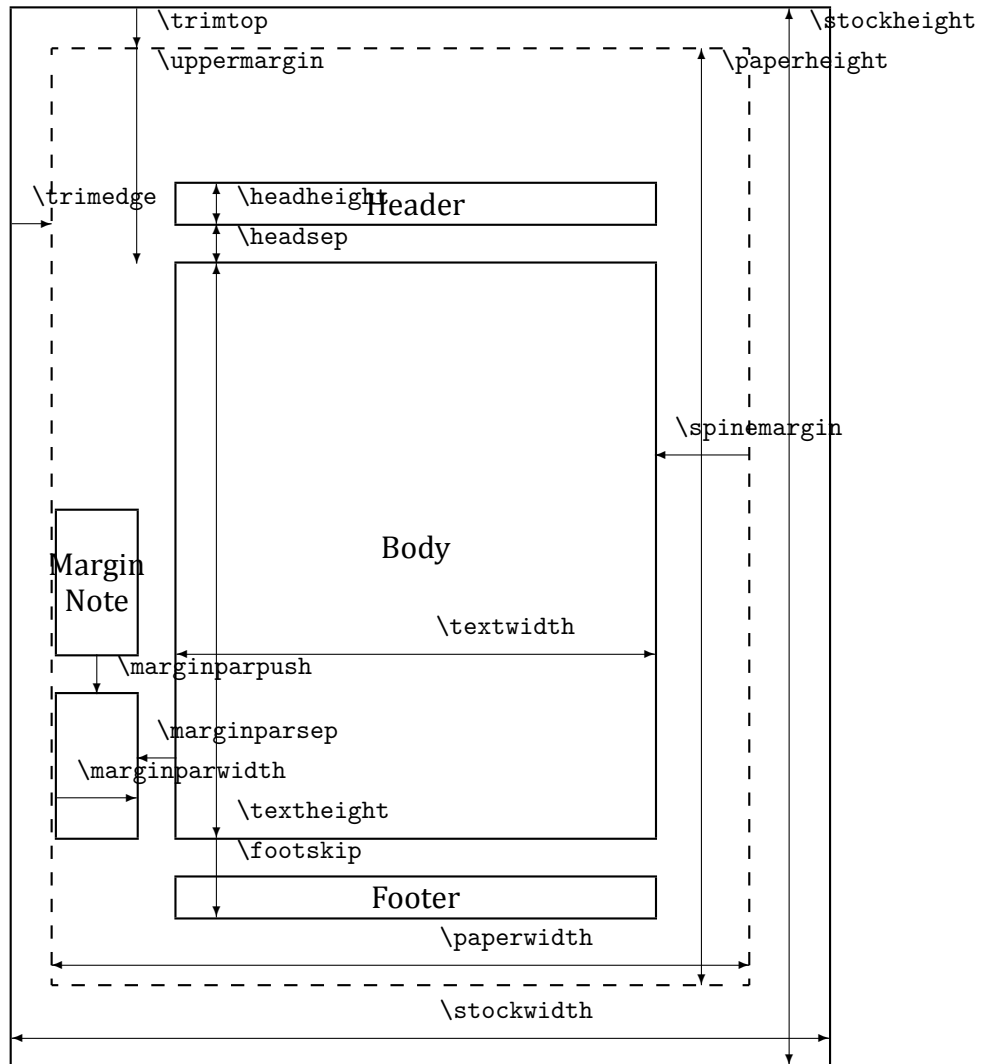 \trimtop
\stockheight
\uppermargin
\paperheight
\trimedge
\headheight
Header
\headsep
\spinemargin
Body
Margin
Note
\textwidth
\marginparpush
\marginparsep
\marginparwidth
\textheight
\footskip
Footer
\paperwidth
\stockwidth